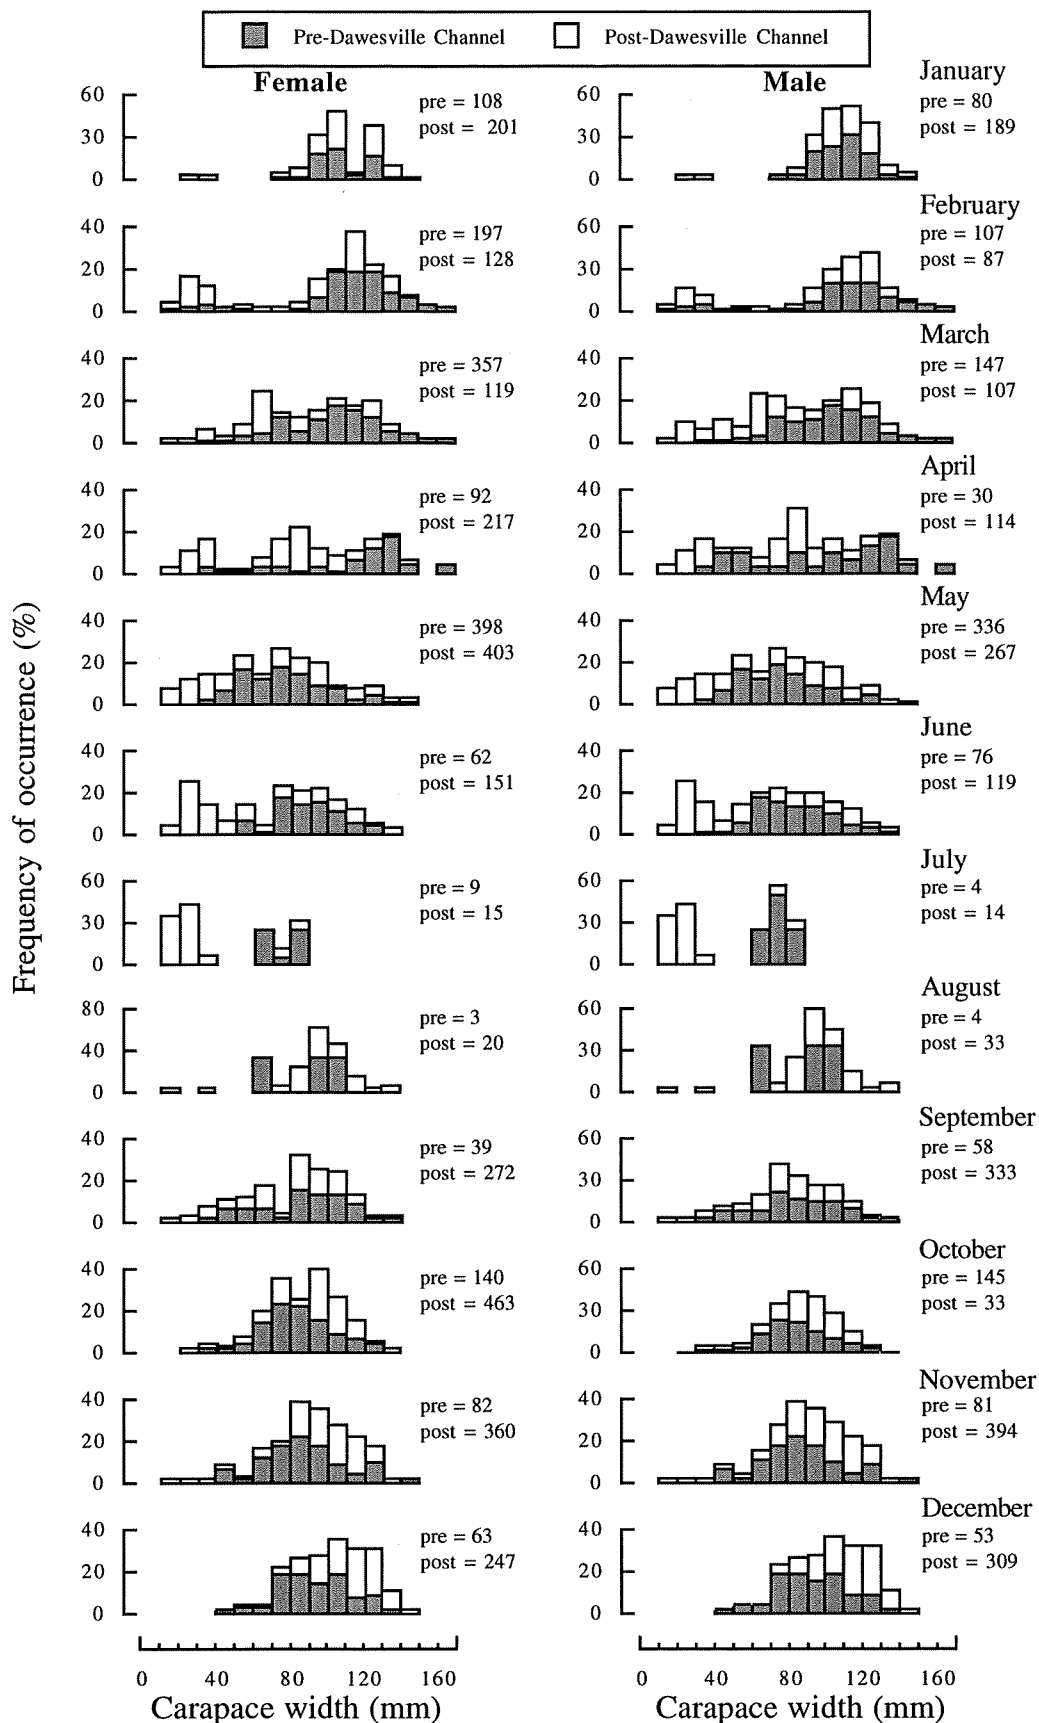 Pre-Dawesville Channel Post-Dawesville Channel
Female Male
January
60 pre = 108 60 pre = 80
30 post = 201 30 post = 189
0 0
February
40 pre = 197 60 pre = 107
20 post = 128 30 post = 87
0 0
March
40 pre = 357 40 pre = 147
20 post = 119 20 post = 107
0 0
April
40 pre = 92 40 pre = 30
20 post = 217 20 post = 114
0 0
May
40 pre = 398 40 pre = 336
20 post = 403 20 post = 267
0 0
June
40 pre = 62 40 pre = 76
20 post = 151 20 post = 119
0 0
July
60 pre = 9 60 pre = 4
30 post = 15 30 post = 14
0 0
August
80 pre = 3 60 pre = 4
40 post = 20 30 post = 33
0 0
September
40 pre = 39 60 pre = 58
20 post = 272 30 post = 333
0 0
October
40 pre = 140 60 pre = 145
20 post = 463 30 post = 33
0 0
November
40 pre = 82 40 pre = 81
20 post = 360 20 post = 394
0 0
December
40 pre = 63 40 pre = 53
20 post = 247 20 post = 309
0 0
0 40 80 120 160 0 40 80 120 160
Carapace width (mm) Carapace width (mm)
Frequency of occurrence (%)